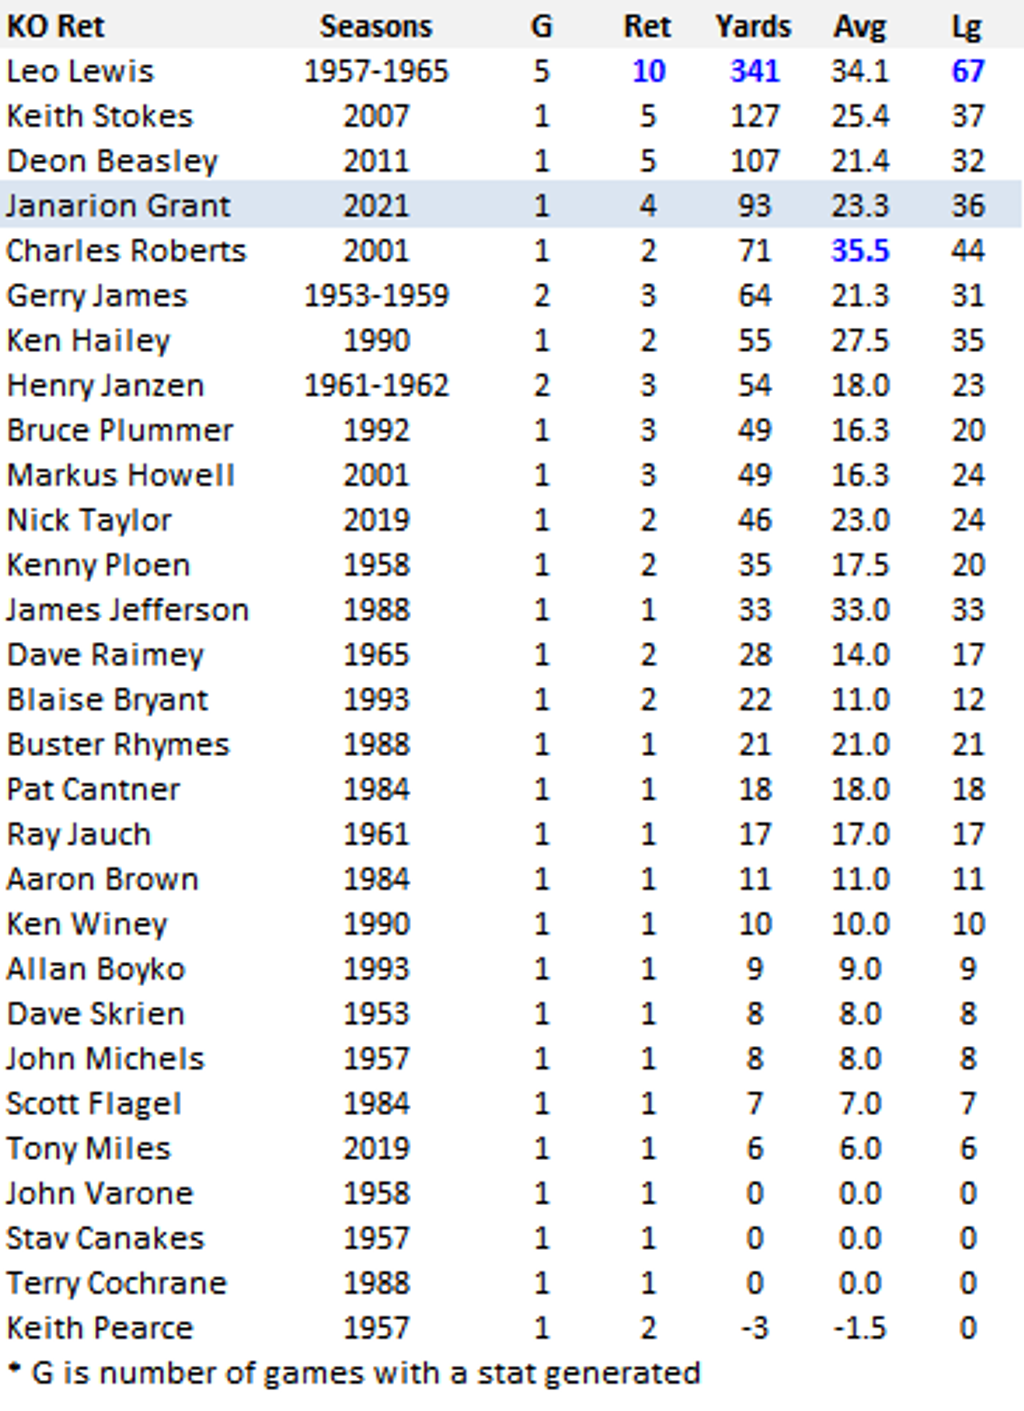 KO Ret Seasons G Ret Yards Avg Lg
Leo Lewis 1957-1965 5 10 341 34.1 67
Keith Stokes 2007 1 5 127 25.4 37
Deon Beasley 2011 1 5 107 21.4 32
Janarion Grant 2021 1 4 93 23.3 36
Charles Roberts 2001 1 2 71 35.5 44
Gerry James 1953-1959 2 3 64 21.3 31
Ken Hailey 1990 1 2 55 27.5 35
Henry Janzen 1961-1962 2 3 54 18.0 23
Bruce Plummer 1992 1 3 49 16.3 20
Markus Howell 2001 1 3 49 16.3 24
Nick Taylor 2019 1 2 46 23.0 24
Kenny Ploen 1958 1 2 35 17.5 20
James Jefferson 1988 1 1 33 33.0 33
Dave Raimey 1965 1 2 28 14.0 17
Blaise Bryant 1993 1 2 22 11.0 12
Buster Rhymes 1988 1 1 21 21.0 21
Pat Cantner 1984 1 1 18 18.0 18
Ray Jauch 1961 1 1 17 17.0 17
Aaron Brown 1984 1 1 11 11.0 11
Ken Winey 1990 1 1 10 10.0 10
Allan Boyko 1993 1 1 9 9.0 9
Dave Skrien 1953 1 1 8 8.0 8
John Michels 1957 1 1 8 8.0 8
Scott Flagel 1984 1 1 7 7.0 7
Tony Miles 2019 1 1 6 6.0 6
John Varone 1958 1 1 0 0.0 0
Stav Canakes 1957 1 1 0 0.0 0
Terry Cochrane 1988 1 1 0 0.0 0
Keith Pearce 1957 1 2 -3 -1.5 0
* G is number of games with a stat generated